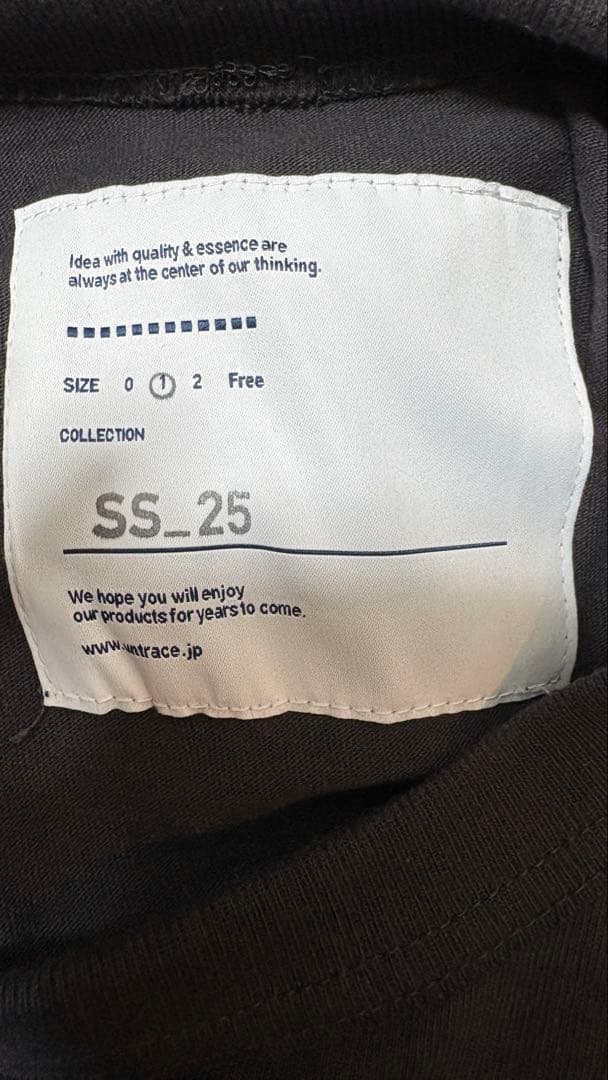 Idea with quality & essence are
always at the center of our thinking.
SIZE 0 1 2 Free
COLLECTION
SS_25
We hope you will enjoy
our products for years to come.
www.untrace.jp